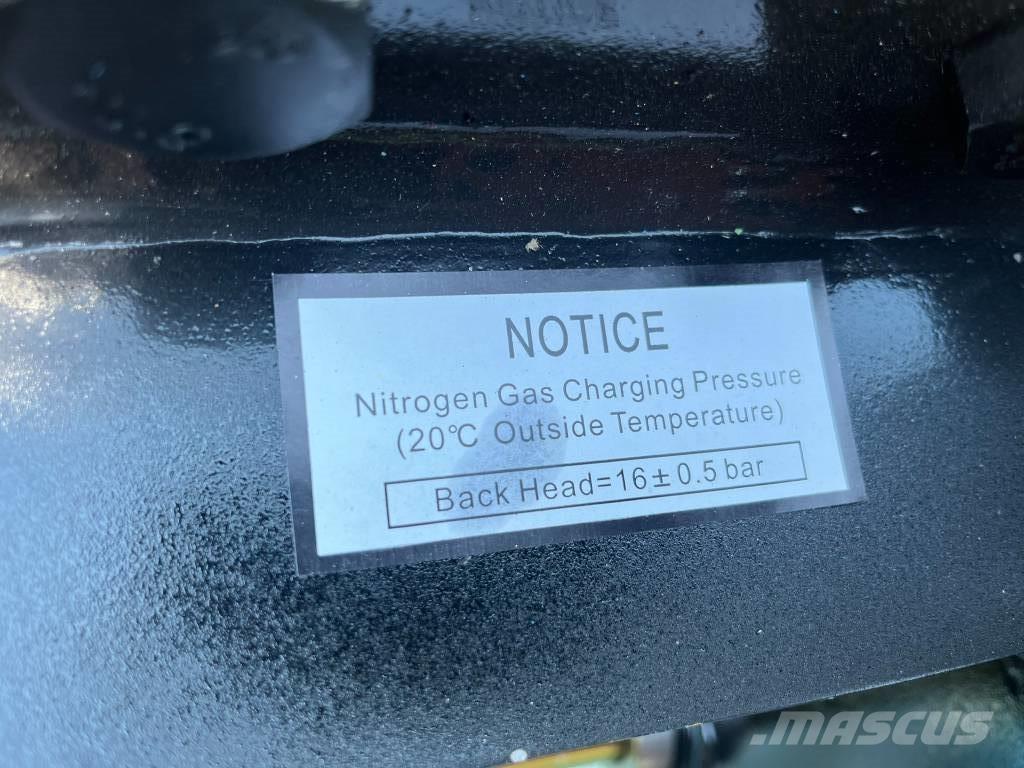 NOTICE
Nitrogen Gas Charging Pressure
(20℃ Outside Temperature)
Back Head=16±0.5 bar
MASCUS